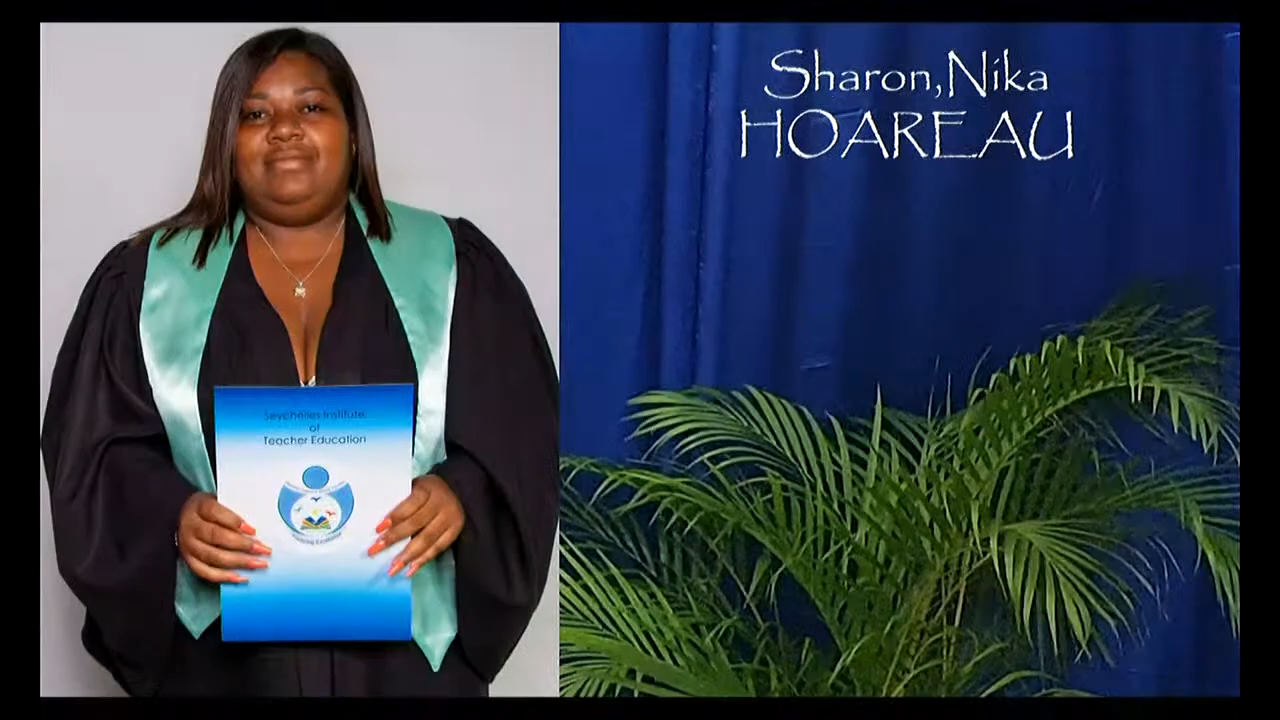 Sharon,Nika
HOAREAU
Seychelles Institute
of
Teacher Education